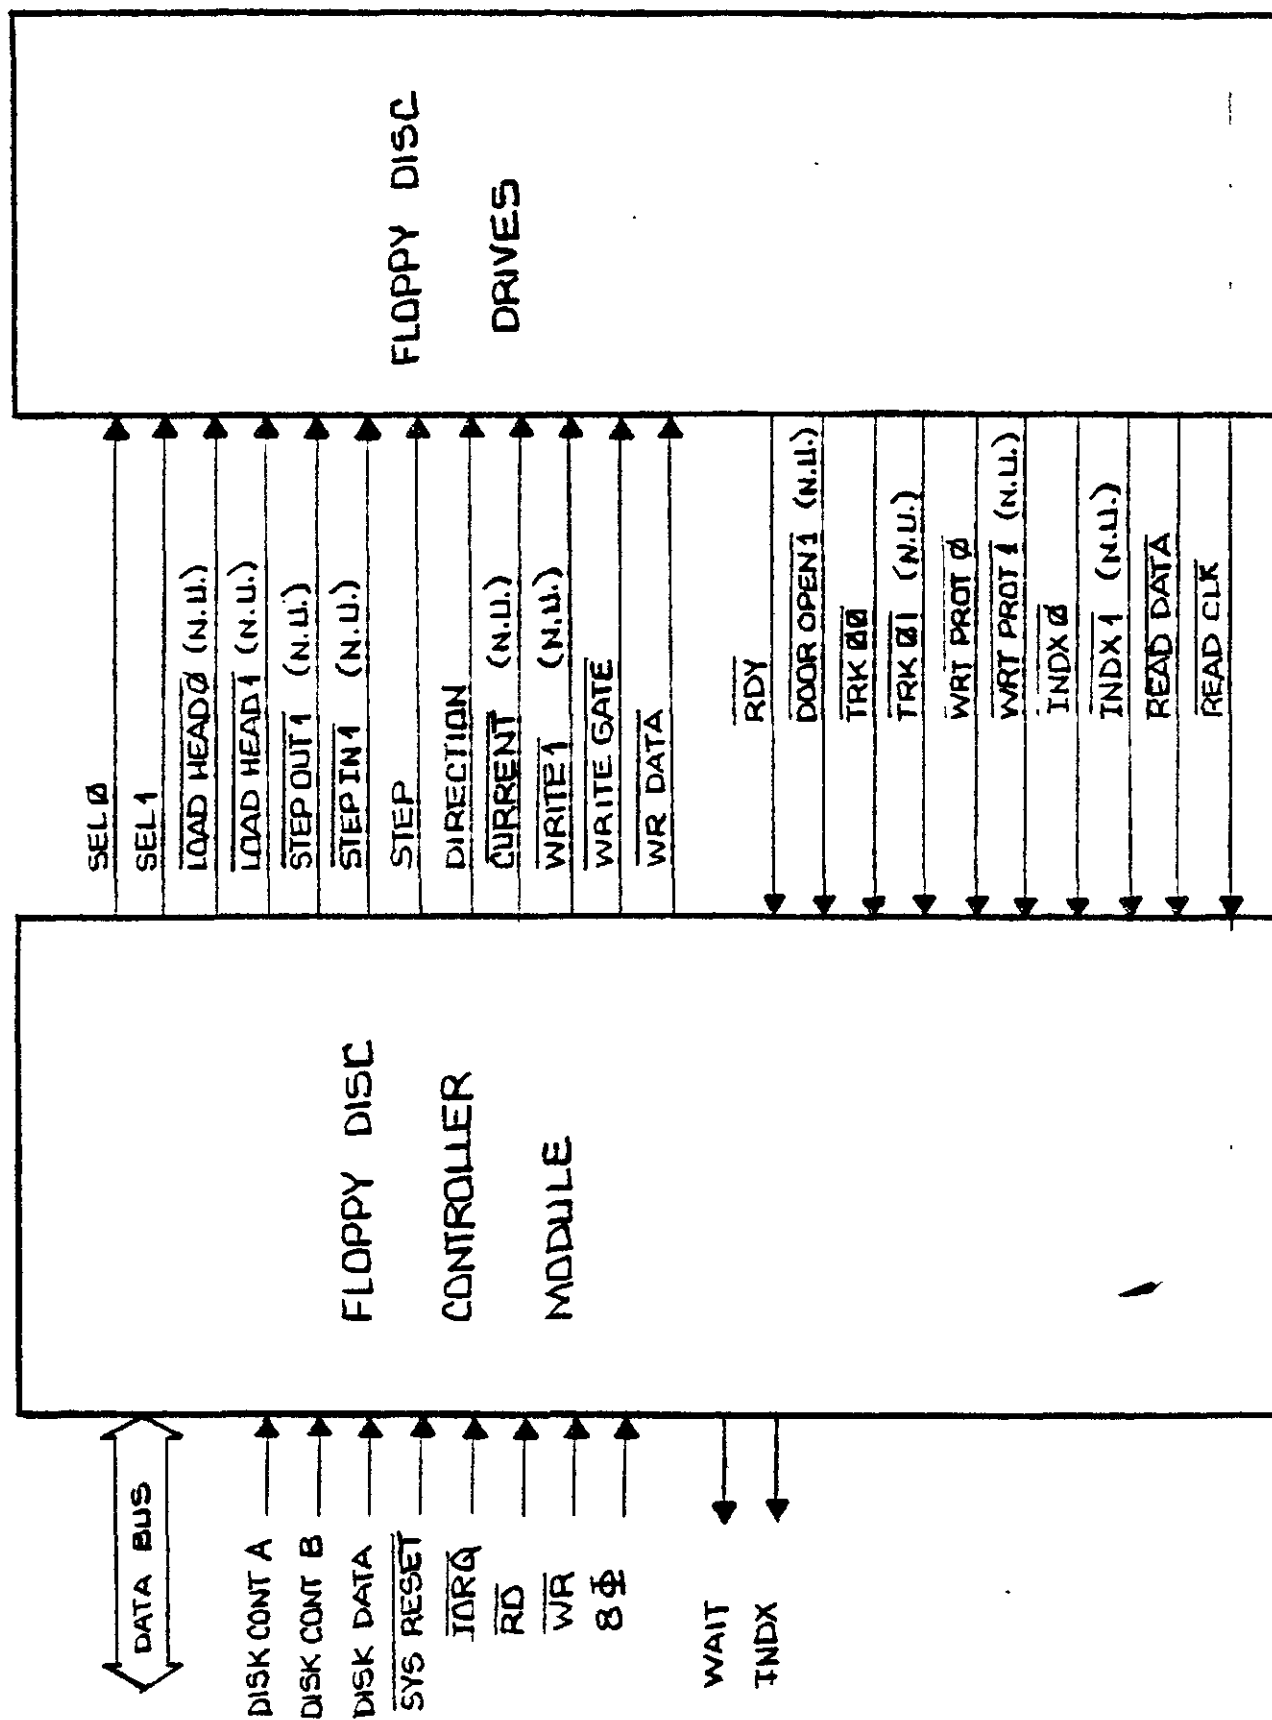 DATA BUS
DISK CONT A
DISK CONT B
DISK DATA
SYS RESET
IORQ
RD
WR
8Φ
WAIT
INDX
FLOPPY DISC
CONTROLLER
MODULE
SEL Ø
SEL 1
LOAD HEAD Ø (N.U.)
LOAD HEAD 1 (N.U.)
STEP OUT 1 (N.U.)
STEP IN 1 (N.U.)
STEP
DIRECTION
CURRENT (N.U.)
WRITE 1 (N.U.)
WRITE GATE
WR DATA
RDY
DOOR OPEN 1 (N.U.)
TRK ØØ
TRK Ø1 (N.U.)
WRT PROT Ø
WRT PROT 1 (N.U.)
INDX Ø
INDX 1 (N.U.)
READ DATA
READ CLK
FLOPPY DISC
DRIVES